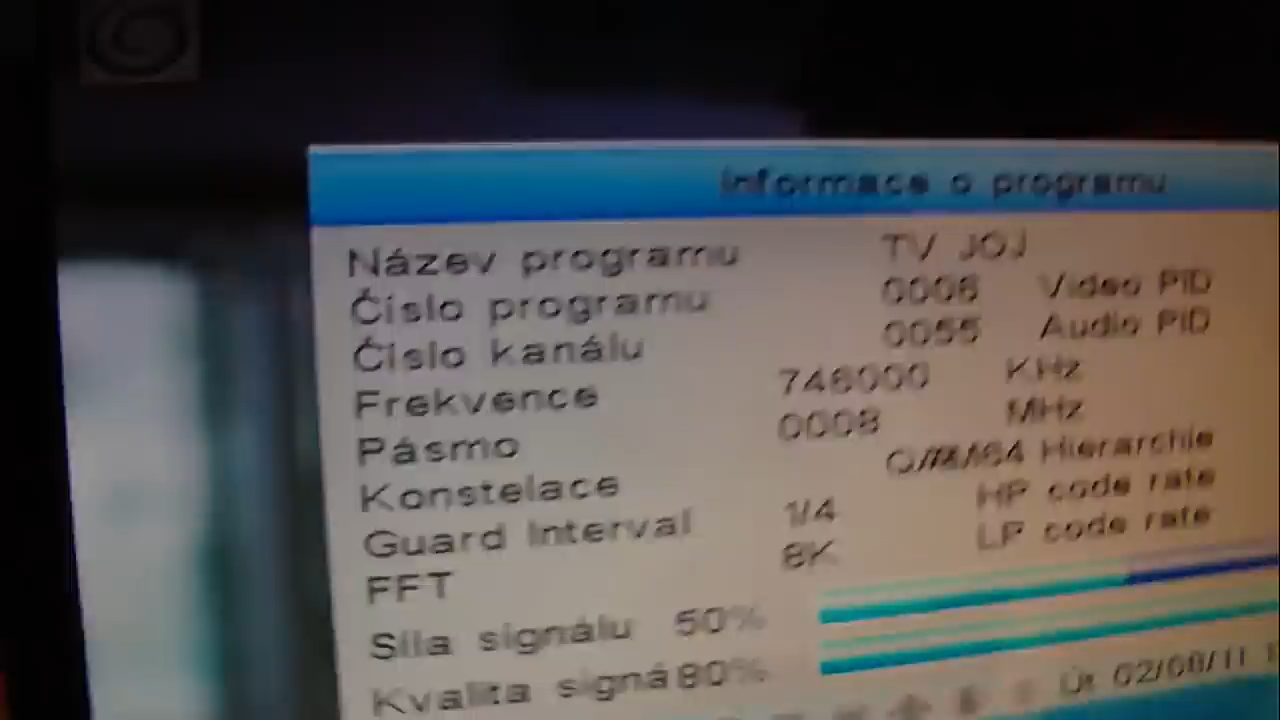 Informace o programu
Název programu TV JOJ
Číslo programu 0006 Video PID
Číslo kanálu 0055 Audio PID
Frekvence 746000 KHz
Pásmo 0008 MHz
Konstelace Hierarchie
Guard Interval 1/4 HP code rate
FFT 8K LP code rate
Síla signálu 50%
Kvalita signá 80%
Út